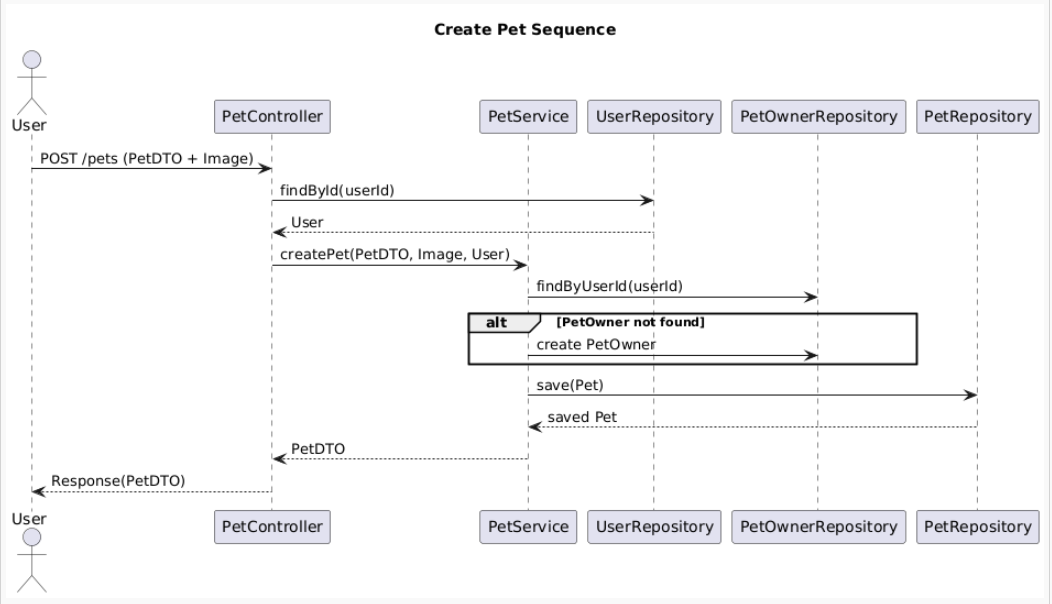 Create Pet Sequence
User
PetController
PetService
UserRepository
PetOwnerRepository
PetRepository
POST /pets (PetDTO + Image)
findById(userId)
User
createPet(PetDTO, Image, User)
findByUserId(userId)
alt
[PetOwner not found]
create PetOwner
save(Pet)
saved Pet
PetDTO
Response(PetDTO)
User
PetController
PetService
UserRepository
PetOwnerRepository
PetRepository